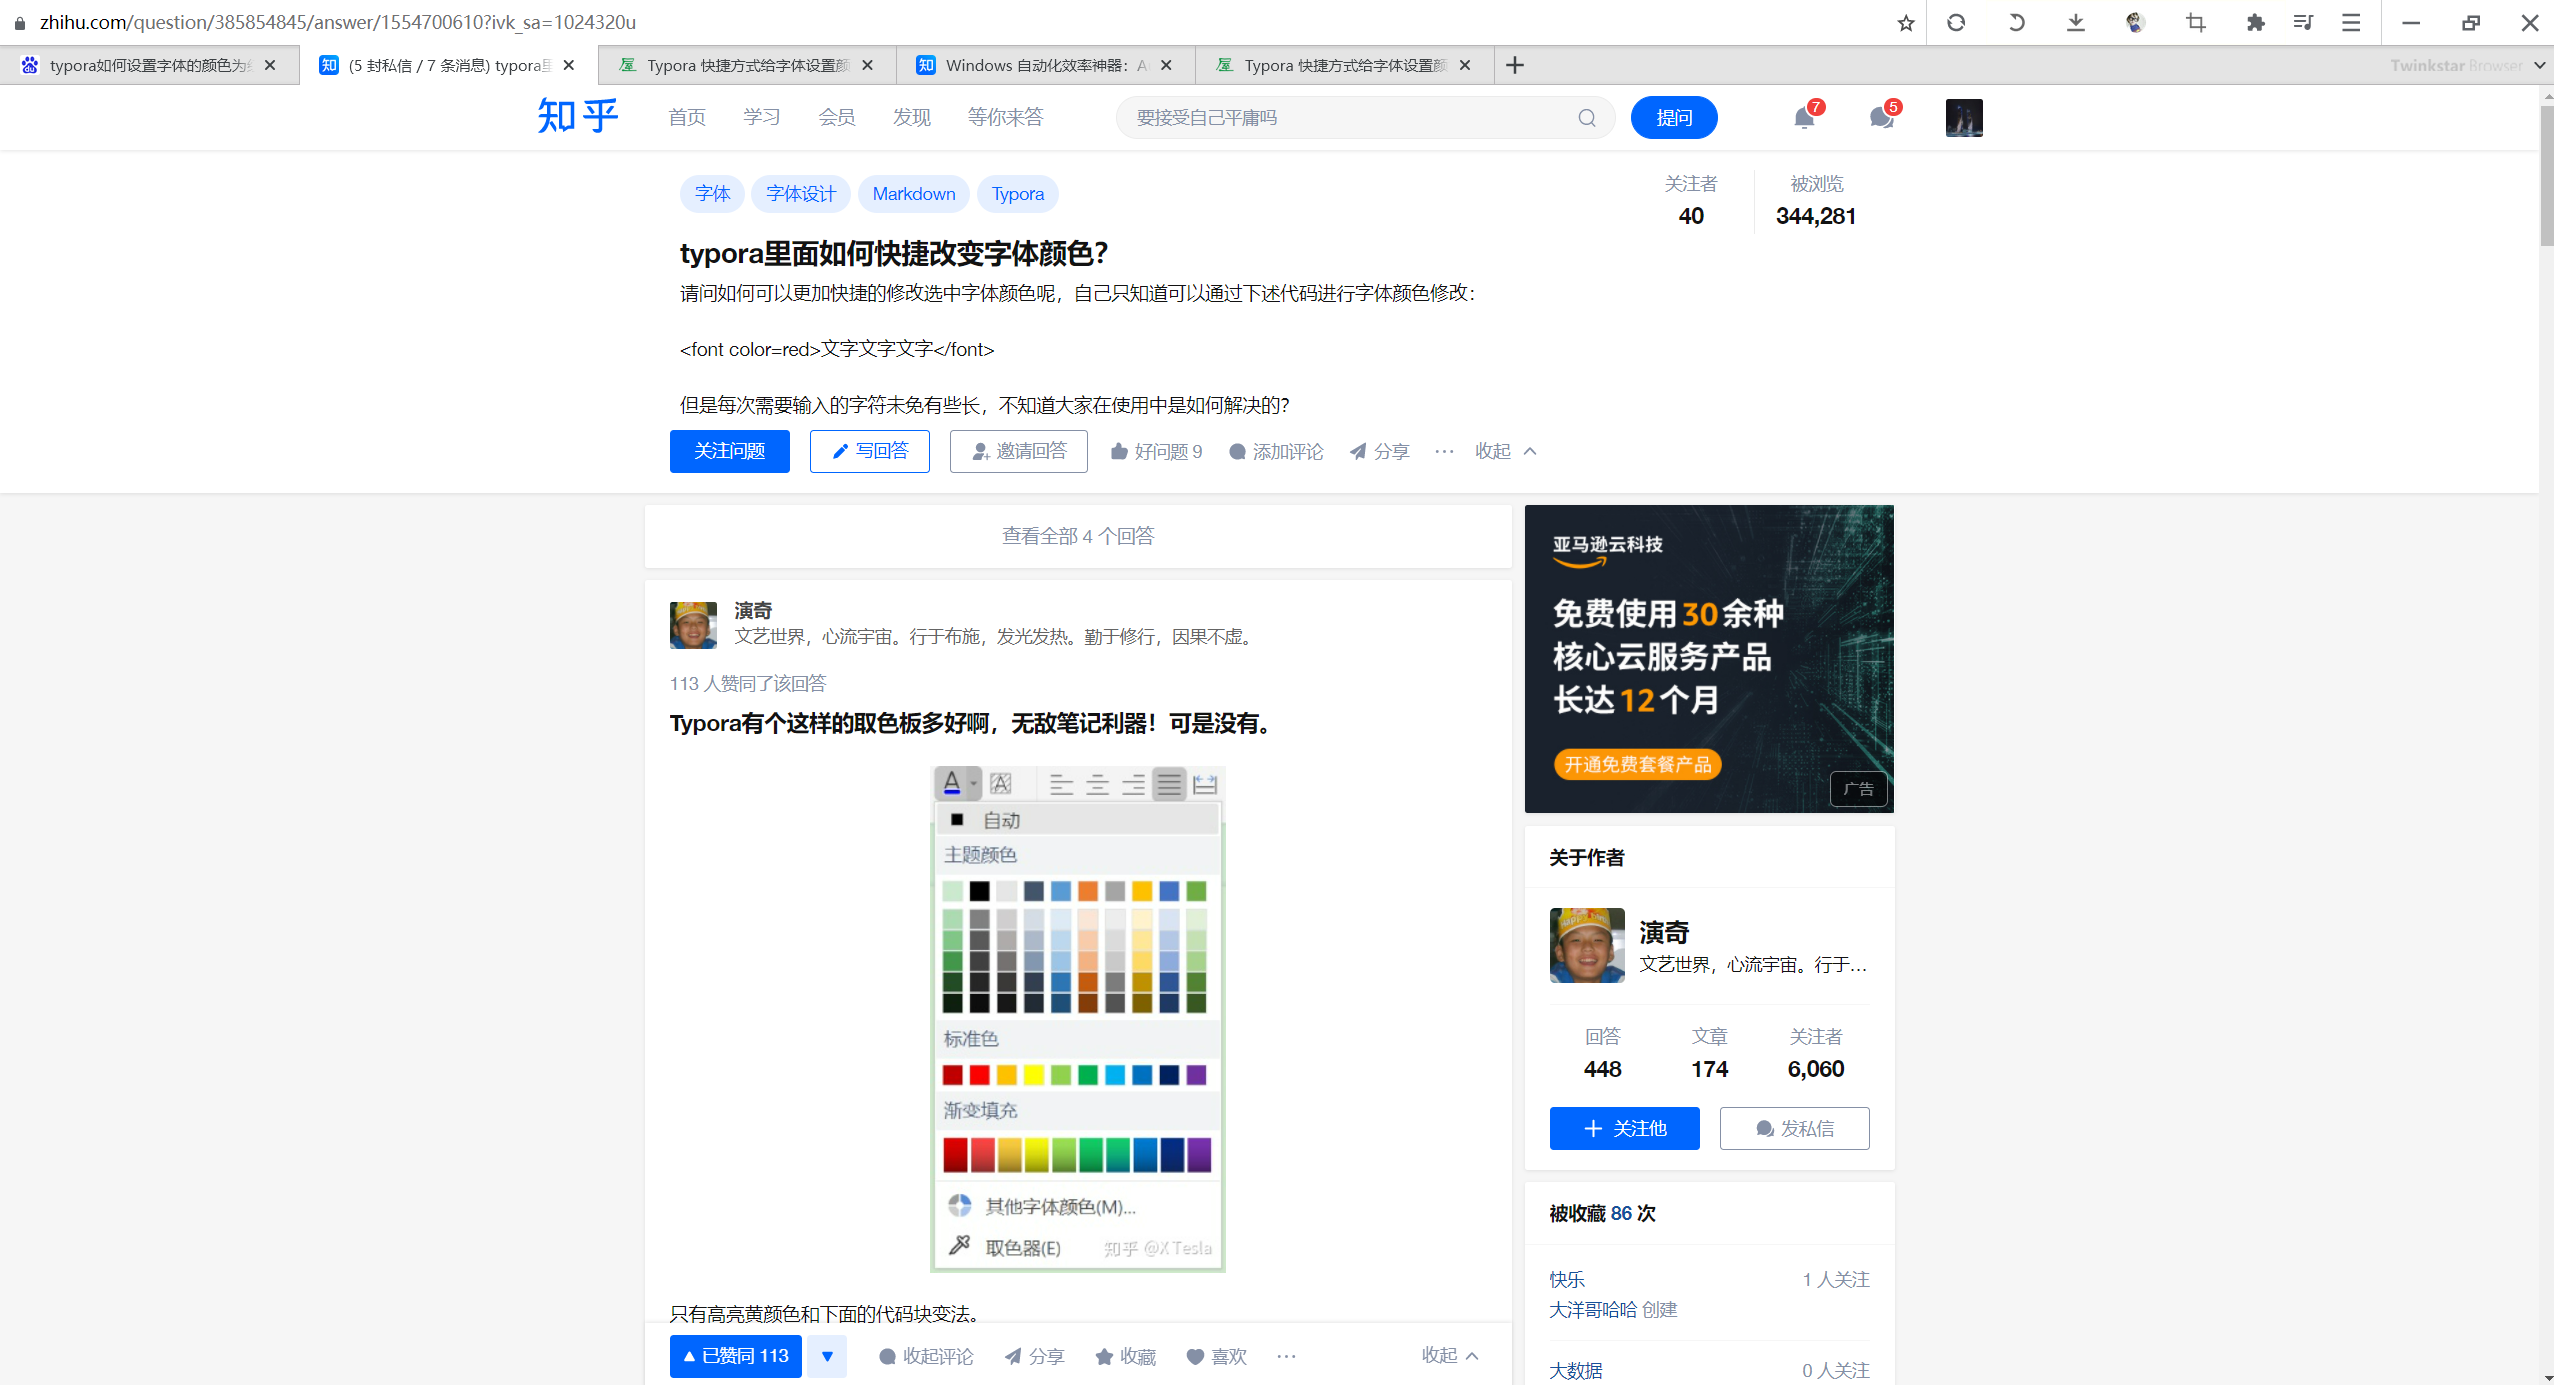 zhihu.com/question/385854845/answer/1554700610?ivk_sa=1024320u
typora如何设置字体的颜色为
(5 封私信 / 7 条消息) typora里
Typora 快捷方式给字体设置颜
Windows 自动化效率神器：A
Typora 快捷方式给字体设置颜
Twinkstar Browser
知乎
首页
学习
会员
发现
等你来答
要接受自己平庸吗
提问
7
5
字体
字体设计
Markdown
Typora
关注者
40
被浏览
344,281
typora里面如何快捷改变字体颜色？
请问如何可以更加快捷的修改选中字体颜色呢，自己只知道可以通过下述代码进行字体颜色修改：
<font color=red>文字文字文字</font>
但是每次需要输入的字符未免有些长，不知道大家在使用中是如何解决的？
关注问题
写回答
邀请回答
好问题 9
添加评论
分享
收起
查看全部 4 个回答
演奇
文艺世界，心流宇宙。行于布施，发光发热。勤于修行，因果不虚。
113 人赞同了该回答
Typora有个这样的取色板多好啊，无敌笔记利器！可是没有。
自动
主题颜色
标准色
渐变填充
其他字体颜色(M)...
取色器(E)
知乎 @X Tesla
只有高亮黄颜色和下面的代码块变法。
已赞同 113
收起评论
分享
收藏
喜欢
收起
亚马逊云科技
免费使用30余种
核心云服务产品
长达12个月
开通免费套餐产品
广告
关于作者
演奇
文艺世界，心流宇宙。行于...
回答
448
文章
174
关注者
6,060
关注他
发私信
被收藏 86 次
快乐
1 人关注
大洋哥哈哈 创建
大数据
0 人关注